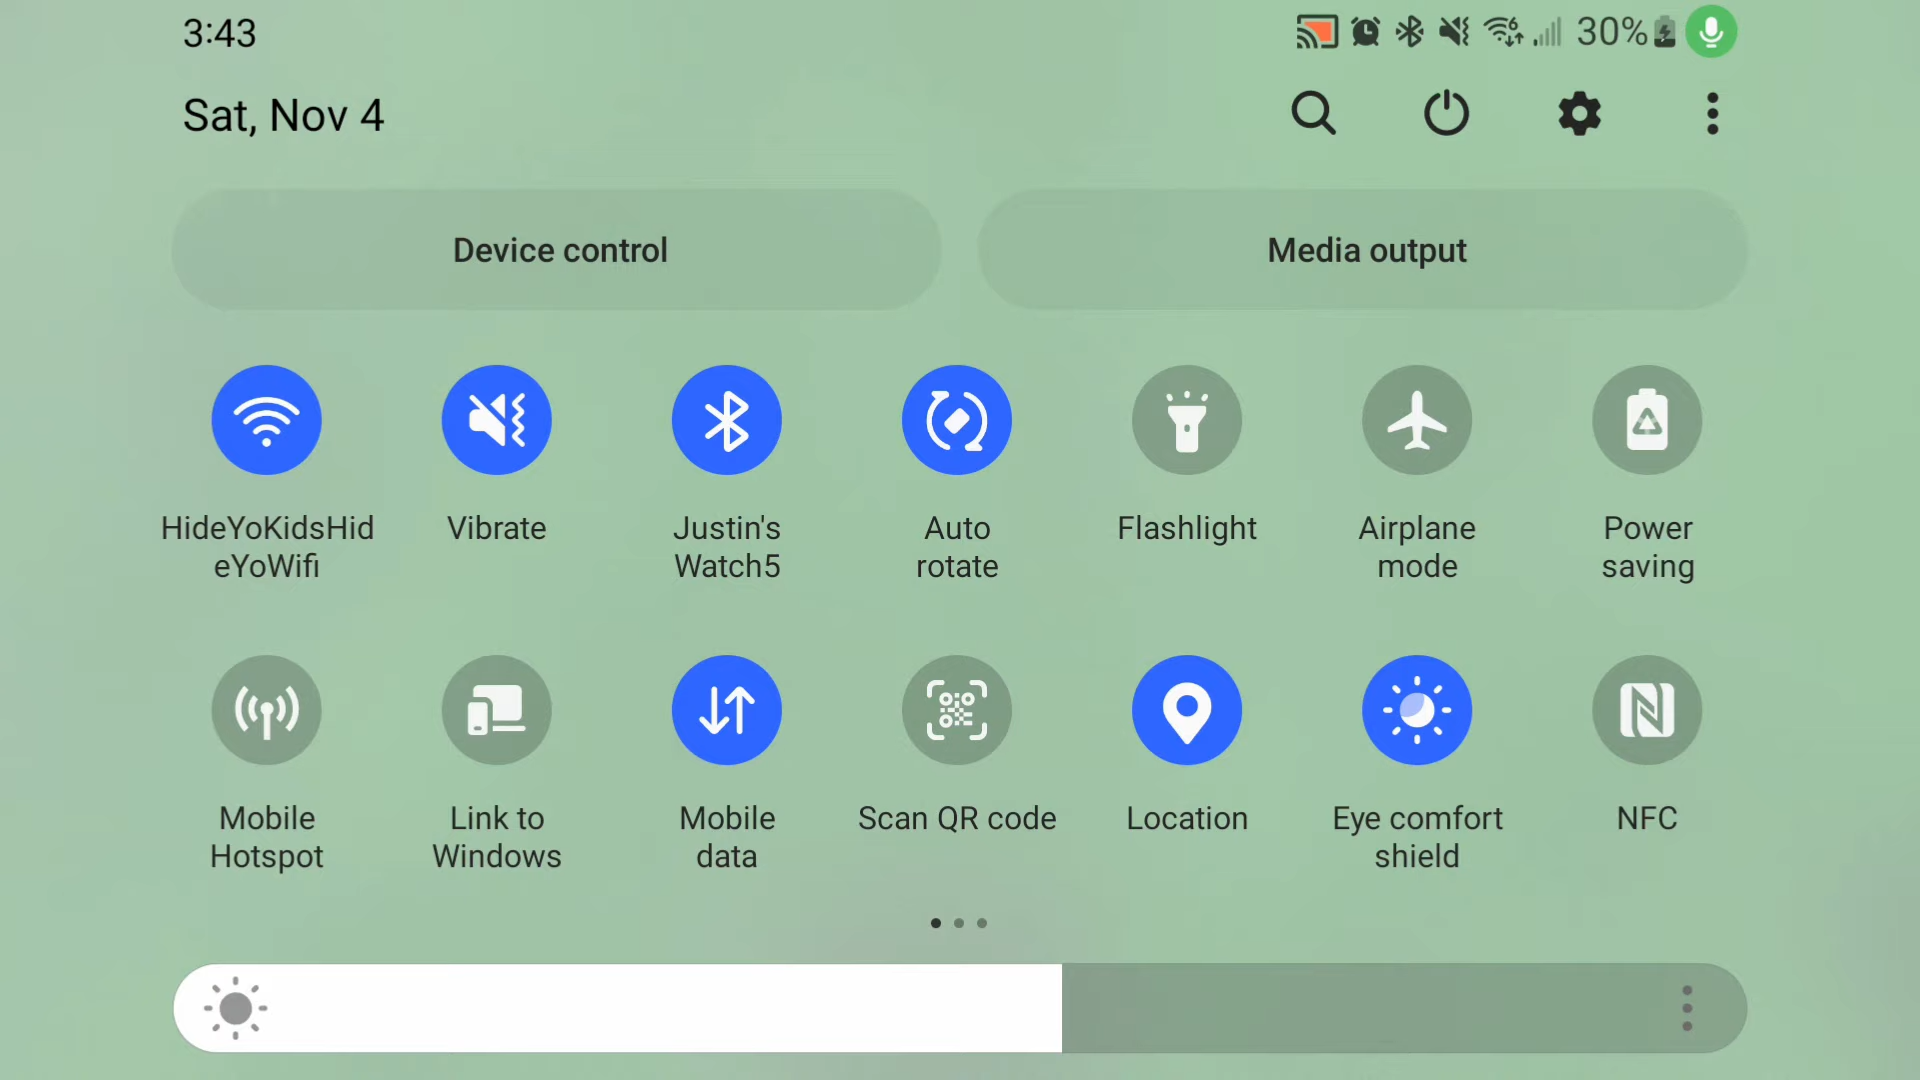 3:43
30%
Sat, Nov 4
Device control
Media output
HideYoKidsHid
eYoWifi
Vibrate
Justin's
Watch5
Auto
rotate
Flashlight
Airplane
mode
Power
saving
Mobile
Hotspot
Link to
Windows
Mobile
data
Scan QR code
Location
Eye comfort
shield
NFC